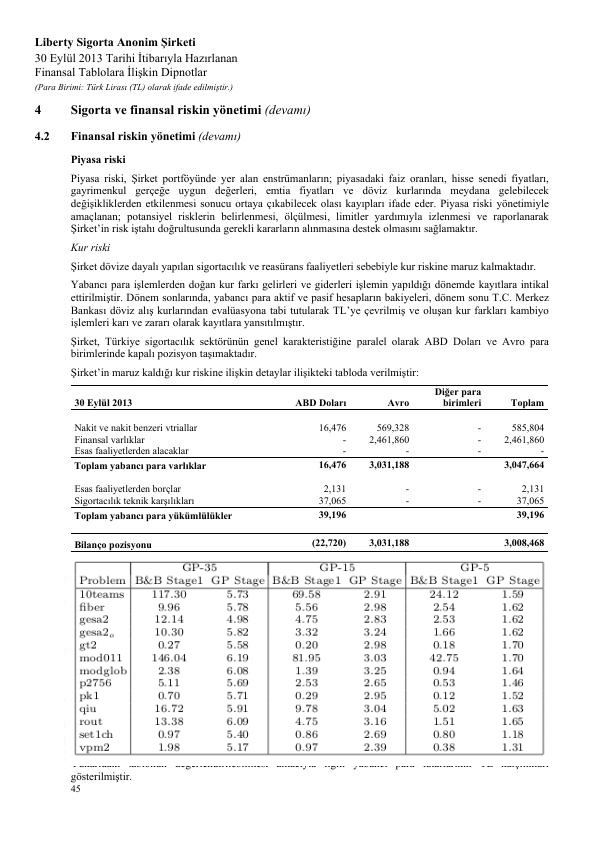 Liberty Sigorta Anonim Şirketi
30 Eylül 2013 Tarihi İtibarıyla Hazırlanan
Finansal Tablolara İlişkin Dipnotlar
(Para Birimi: Türk Lirası (TL) olarak ifade edilmiştir.)
4 Sigorta ve finansal riskin yönetimi (devamı)
4.2 Finansal riskin yönetimi (devamı)
Piyasa riski
Piyasa riski, Şirket portföyünde yer alan enstrümanların; piyasadaki faiz oranları, hisse senedi fiyatları,
gayrimenkul gerçeğe uygun değerleri, emtia fiyatları ve döviz kurlarında meydana gelebilecek
değişikliklerden etkilenmesi sonucu ortaya çıkabilecek olası kayıpları ifade eder. Piyasa riski yönetimiyle
amaçlanan; potansiyel risklerin belirlenmesi, ölçülmesi, limitler yardımıyla izlenmesi ve raporlanarak
Şirket'in risk iştahı doğrultusunda gerekli kararların alınmasına destek olmasını sağlamaktır.
Kur riski
Şirket dövize dayalı yapılan sigortacılık ve reasürans faaliyetleri sebebiyle kur riskine maruz kalmaktadır.
Yabancı para işlemlerden doğan kur farkı gelirleri ve giderleri işlemin yapıldığı dönemde kayıtlara intikal
ettirilmiştir. Dönem sonlarında, yabancı para aktif ve pasif hesapların bakiyeleri, dönem sonu T.C. Merkez
Bankası döviz alış kurlarından evalüasyona tabi tutularak TL'ye çevrilmiş ve oluşan kur farkları kambiyo
işlemleri karı ve zararı olarak kayıtlara yansıtılmıştır.
Şirket, Türkiye sigortacılık sektörünün genel karakteristiğine paralel olarak ABD Doları ve Avro para
birimlerinde kapalı pozisyon taşımaktadır.
Şirket'in maruz kaldığı kur riskine ilişkin detaylar ilişikteki tabloda verilmiştir:
Diğer para
30 Eylül 2013 ABD Doları Avro birimleri Toplam
Nakit ve nakit benzeri vtriallar 16,476 569,328 - 585,804
Finansal varlıklar - 2,461,860 - 2,461,860
Esas faaliyetlerden alacaklar - - - -
Toplam yabancı para varlıklar 16,476 3,031,188 3,047,664
Esas faaliyetlerden borçlar 2,131 - - 2,131
Sigortacılık teknik karşılıkları 37,065 - - 37,065
Toplam yabancı para yükümlülükler 39,196 39,196
Bilanço pozisyonu (22,720) 3,031,188 3,008,468
GP-35 GP-15 GP-5
Problem B&B Stage1 GP Stage B&B Stage1 GP Stage B&B Stage1 GP Stage
10teams 117.30 5.73 69.58 2.91 24.12 1.59
fiber 9.96 5.78 5.56 2.98 2.54 1.62
gesa2 12.14 4.98 4.75 2.83 2.53 1.62
gesa2_o 10.30 5.82 3.32 3.24 1.66 1.62
gt2 0.27 5.58 0.20 2.98 0.18 1.70
mod011 146.04 6.19 81.95 3.03 42.75 1.70
modglob 2.38 6.08 1.39 3.25 0.94 1.64
p2756 5.11 5.69 2.53 2.65 0.53 1.46
pk1 0.70 5.71 0.29 2.95 0.12 1.52
qiu 16.72 5.91 9.78 3.04 5.02 1.63
rout 13.38 6.09 4.75 3.16 1.51 1.65
set1ch 0.97 5.40 0.86 2.69 0.80 1.18
vpm2 1.98 5.17 0.97 2.39 0.38 1.31
gösterilmiştir.
45